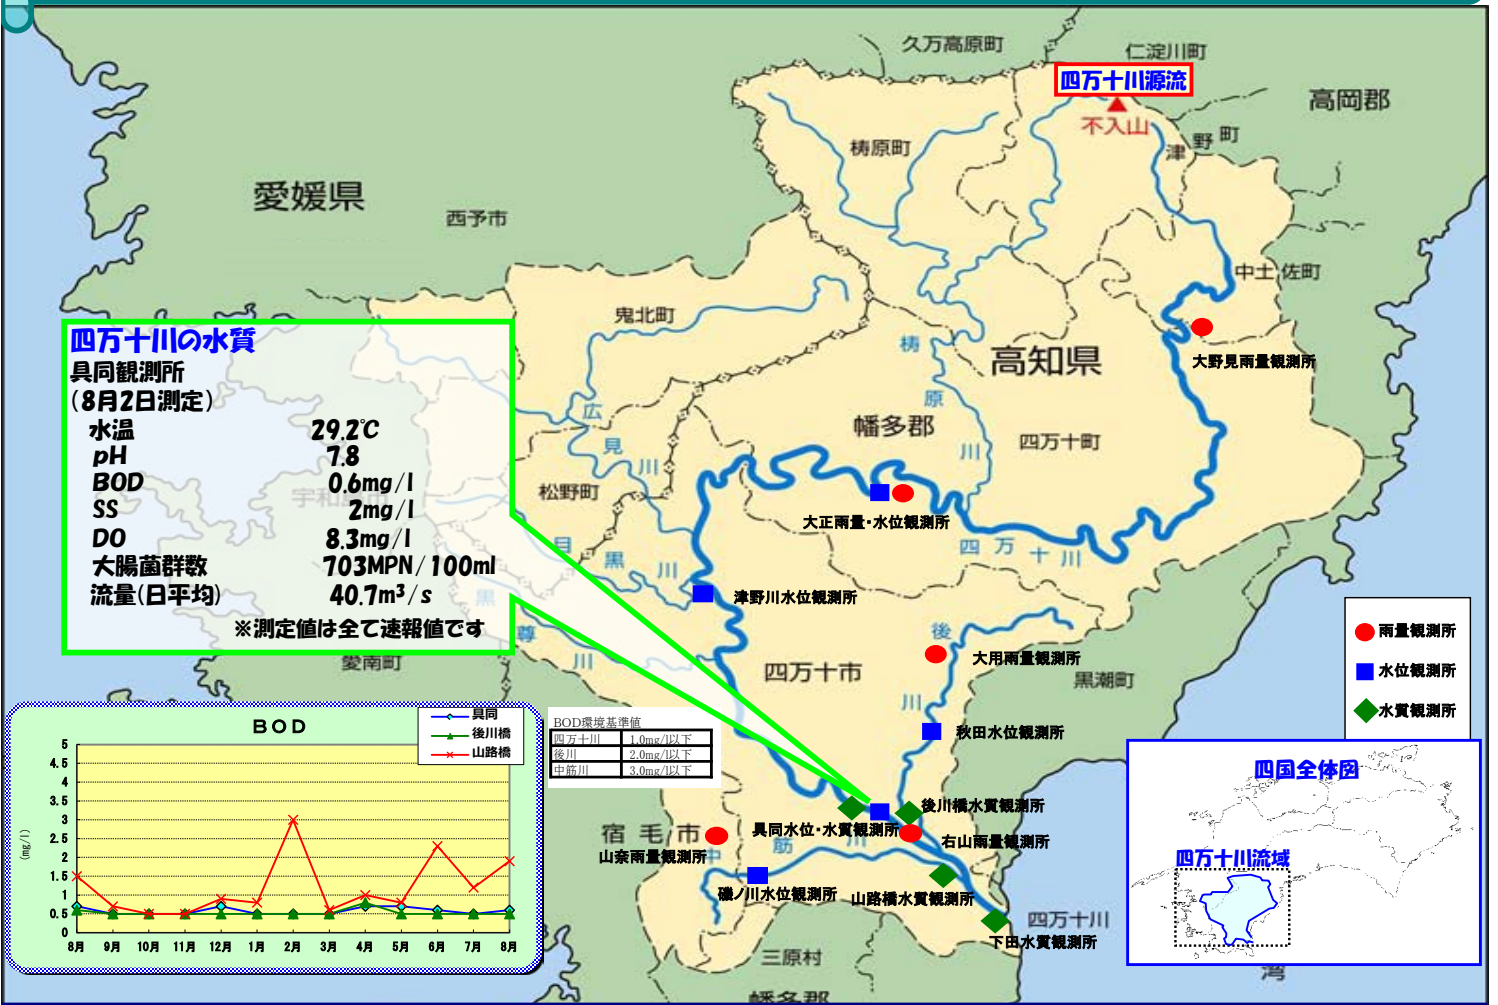 久万高原町
仁淀川町
四万十川源流
不入山
高岡郡
津野町
梼原町
愛媛県
西予市
中土佐町
鬼北町
大野見雨量観測所
梼原川
高知県
幡多郡
四万十町
広見川
松野町
宇和島市
大正雨量・水位観測所
四万十川
目黒川
津野川水位観測所
黒尊川
愛南町
四万十市
後川
大用雨量観測所
黒潮町
秋田水位観測所
四万十川の水質
具同観測所
(8月2日測定)
水温 29.2℃
pH 7.8
BOD 0.6mg/l
SS 2mg/l
DO 8.3mg/l
大腸菌群数 703MPN/100ml
流量(日平均) 40.7m³/s
※測定値は全て速報値です
雨量観測所
水位観測所
水質観測所
BOD
具同
後川橋
山路橋
(mg/l)
5
4.5
4
3.5
3
2.5
2
1.5
1
0.5
0
8月 9月 10月 11月 12月 1月 2月 3月 4月 5月 6月 7月 8月
BOD環境基準値
四万十川 1.0mg/l以下
後川 2.0mg/l以下
中筋川 3.0mg/l以下
後川橋水質観測所
具同水位・水質観測所
右山雨量観測所
宿毛市
山奈雨量観測所
中筋川
磯ノ川水位観測所
山路橋水質観測所
四万十川
下田水質観測所
三原村
幡多郡
湾
四国全体図
四万十川流域